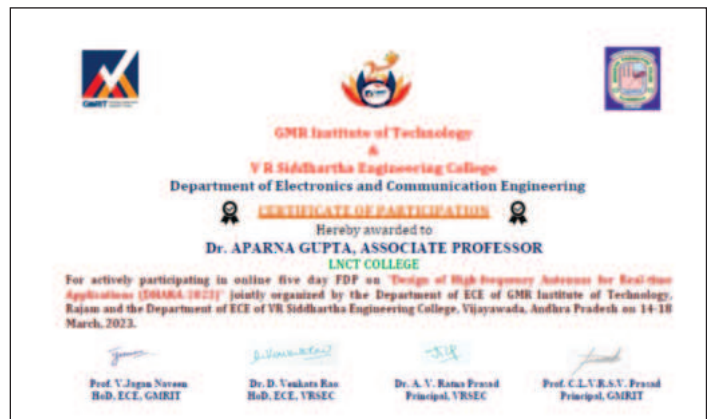 GMRIT
GMR Institute of Technology
&
V R Siddhartha Engineering College
Department of Electronics and Communication Engineering
CERTIFICATE OF PARTICIPATION
Hereby awarded to
Dr. APARNA GUPTA, ASSOCIATE PROFESSOR
LNCT COLLEGE
For actively participating in online five day FDP on "Design of High frequency Antennas for Real-time
Applications (DHARA-2023)" jointly organized by the Department of ECE of GMR Institute of Technology,
Rajam and the Department of ECE of VR Siddhartha Engineering College, Vijayawada, Andhra Pradesh on 14-18
March, 2023.
Prof. V.Jagan Naveen Dr. D. Venkata Rao Dr. A. V. Ratna Prasad Prof. C.L.V.R.S.V. Prasad
HoD, ECE, GMRIT HoD, ECE, VRSEC Principal, VRSEC Principal, GMRIT